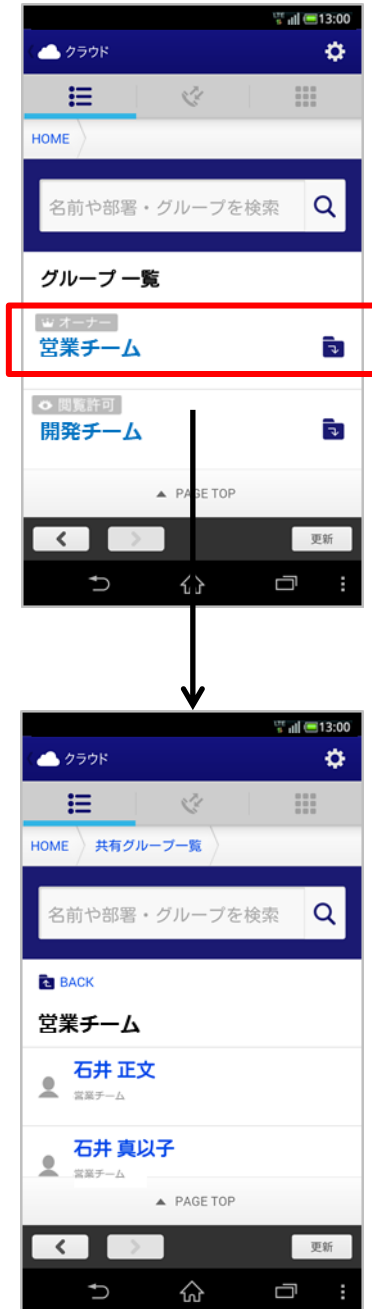 LTE 13:00
クラウド
HOME
名前や部署・グループを検索
グループ 一覧
オーナー
営業チーム
閲覧許可
開発チーム
▲ PAGE TOP
更新
LTE 13:00
クラウド
HOME 共有グループ一覧
名前や部署・グループを検索
BACK
営業チーム
石井 正文
営業チーム
石井 真以子
営業チーム
▲ PAGE TOP
更新